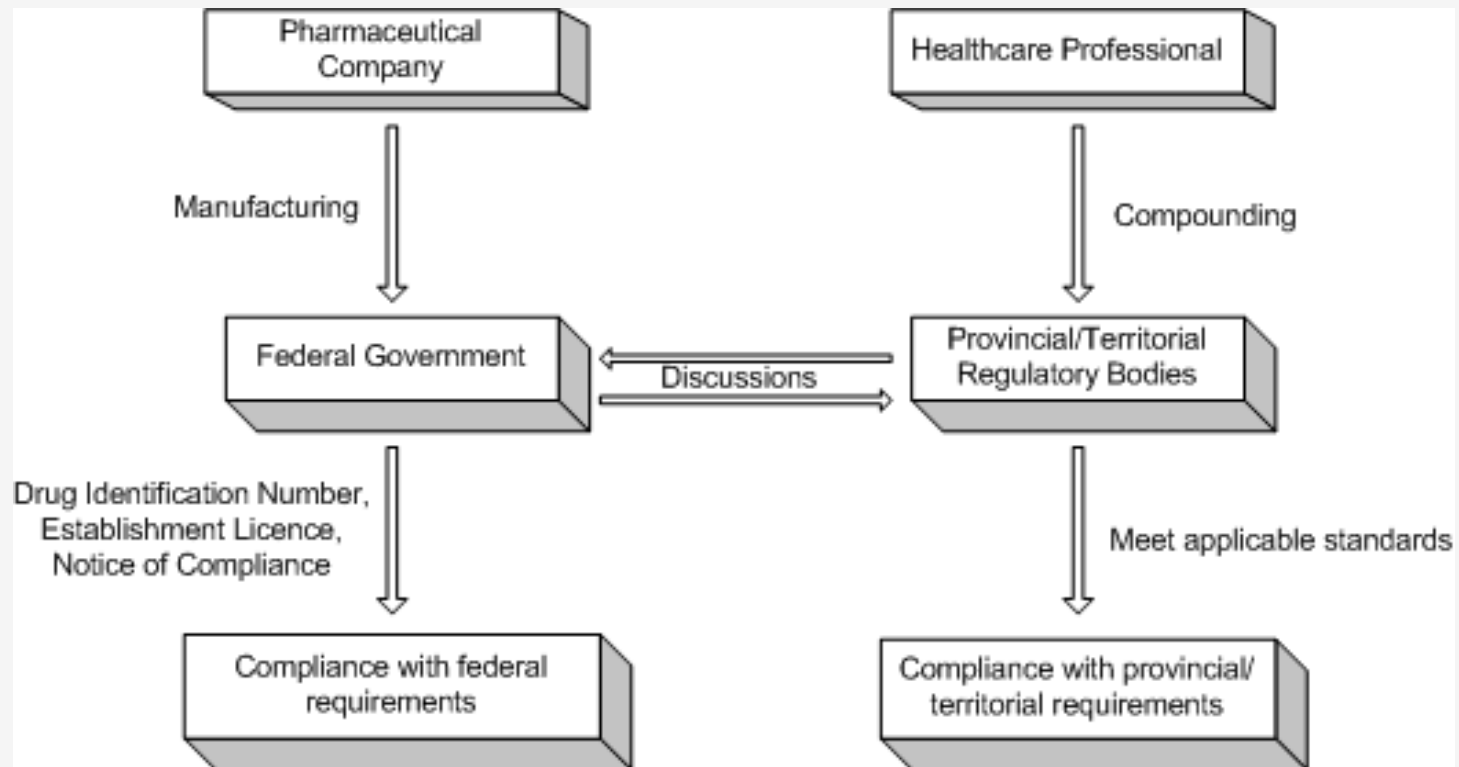 Pharmaceutical
Company
Healthcare Professional
Manufacturing
Compounding
Federal Government
Discussions
Provincial/Territorial
Regulatory Bodies
Drug Identification Number,
Establishment Licence,
Notice of Compliance
Meet applicable standards
Compliance with federal
requirements
Compliance with provincial/
territorial requirements